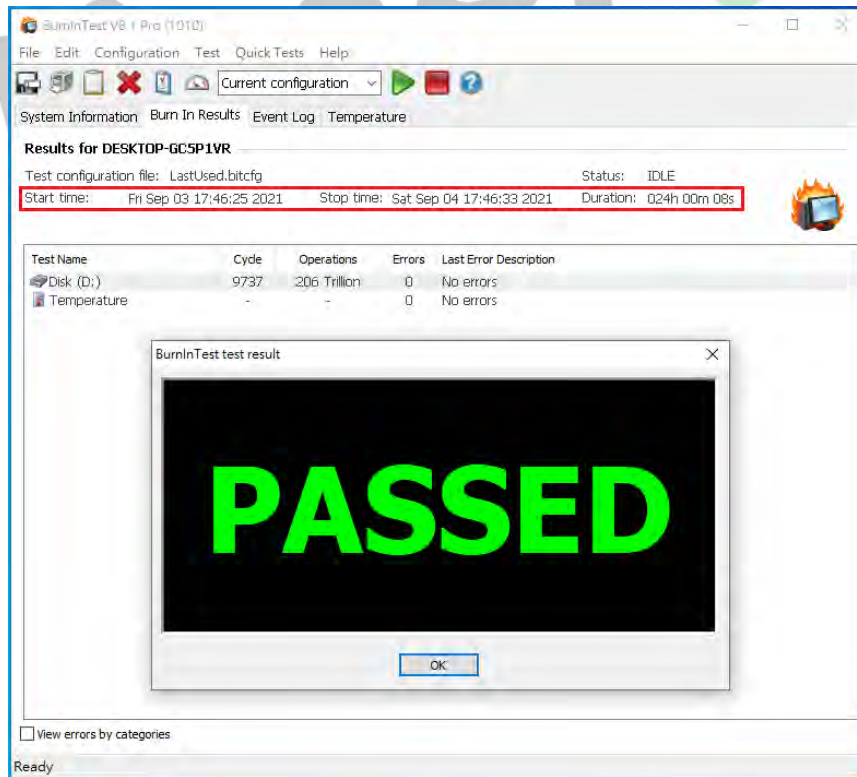 BurnInTest V8.1 Pro (1010)
File Edit Configuration Test Quick Tests Help
Current configuration
System Information Burn In Results Event Log Temperature
Results for DESKTOP-GC5P1VR
Test configuration file: LastUsed.bitcfg Status: IDLE
Start time: Fri Sep 03 17:46:25 2021 Stop time: Sat Sep 04 17:46:33 2021 Duration: 024h 00m 08s
Test Name Cycle Operations Errors Last Error Description
Disk (D:) 9737 206 Trillion 0 No errors
Temperature - - 0 No errors
BurnInTest test result
PASSED
OK
View errors by categories
Ready